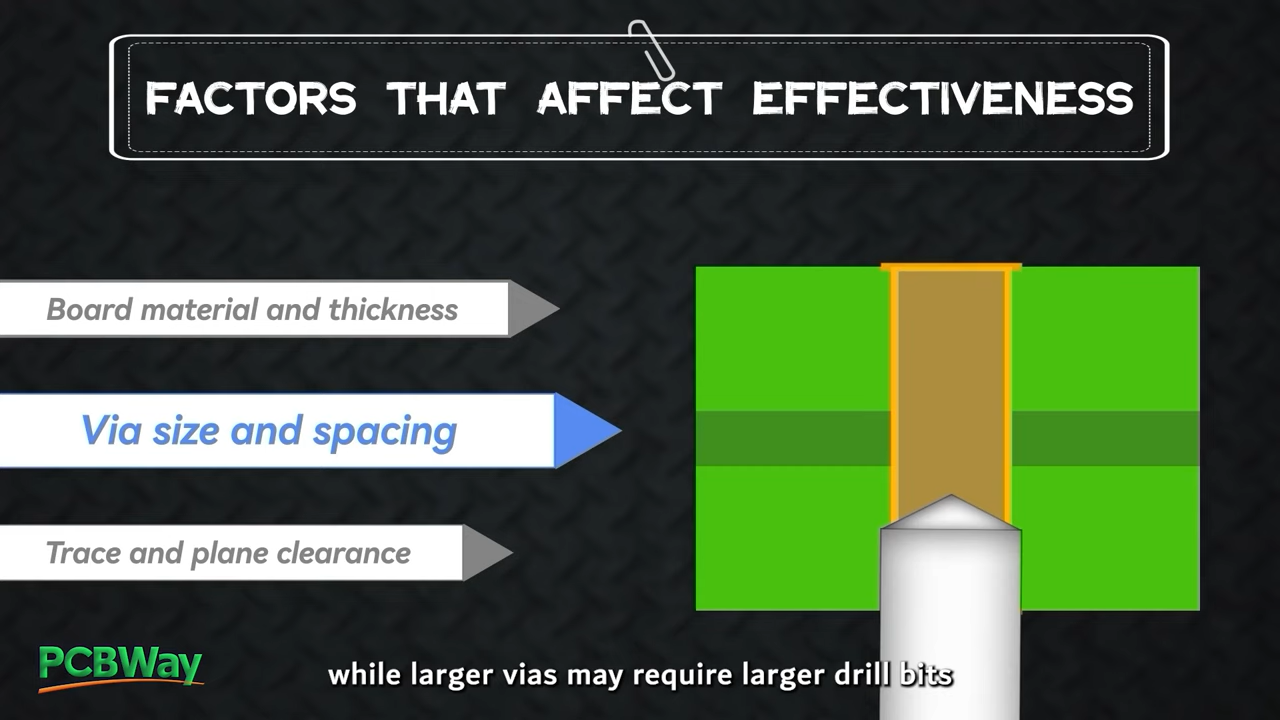 FACTORS THAT AFFECT EFFECTIVENESS
Board material and thickness
Via size and spacing
Trace and plane clearance
PCBWay
while larger vias may require larger drill bits